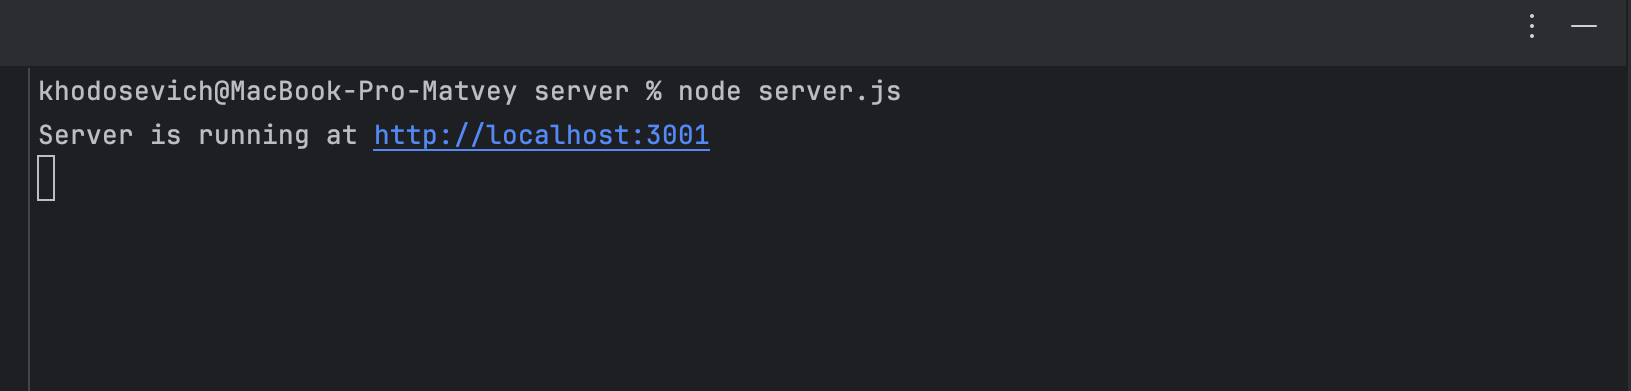 khodosevich@MacBook-Pro-Matvey server % node server.js
Server is running at http://localhost:3001